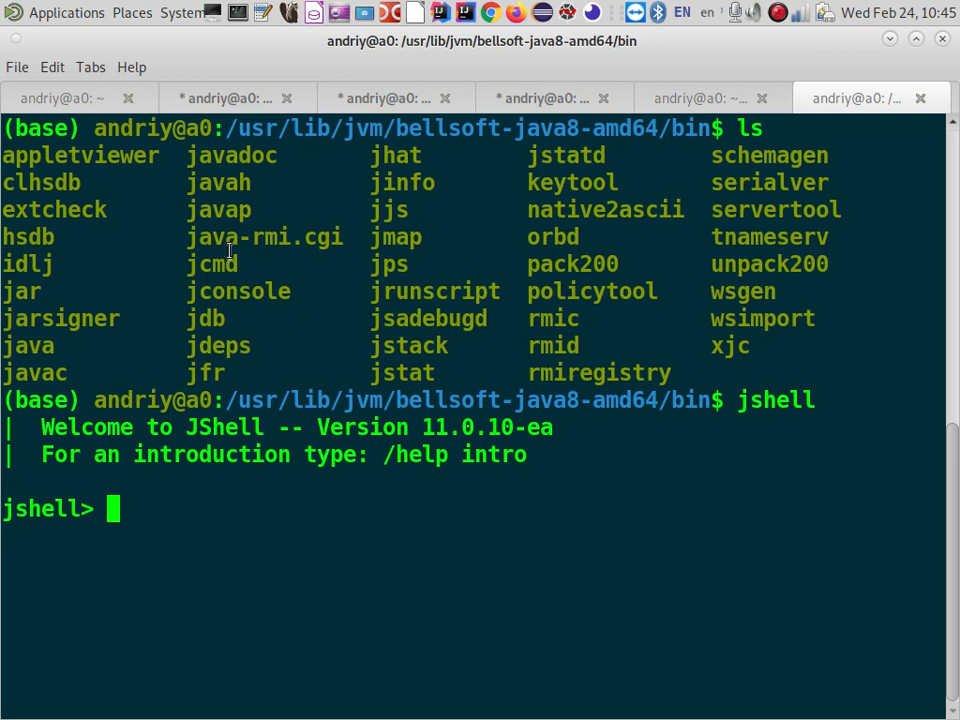 Applications Places System EN en Wed Feb 24, 10:45
andriy@a0: /usr/lib/jvm/bellsoft-java8-amd64/bin
File Edit Tabs Help
andriy@a0: ~ * andriy@a0: ... * andriy@a0: ... * andriy@a0: ... andriy@a0: ~... andriy@a0: /...
(base) andriy@a0:/usr/lib/jvm/bellsoft-java8-amd64/bin$ ls
appletviewer javadoc jhat jstatd schemagen
clhsdb javah jinfo keytool serialver
extcheck javap jjs native2ascii servertool
hsdb java-rmi.cgi jmap orbd tnameserv
idlj jcmd jps pack200 unpack200
jar jconsole jrunscript policytool wsgen
jarsigner jdb jsadebugd rmic wsimport
java jdeps jstack rmid xjc
javac jfr jstat rmiregistry
(base) andriy@a0:/usr/lib/jvm/bellsoft-java8-amd64/bin$ jshell
| Welcome to JShell -- Version 11.0.10-ea
| For an introduction type: /help intro
jshell>